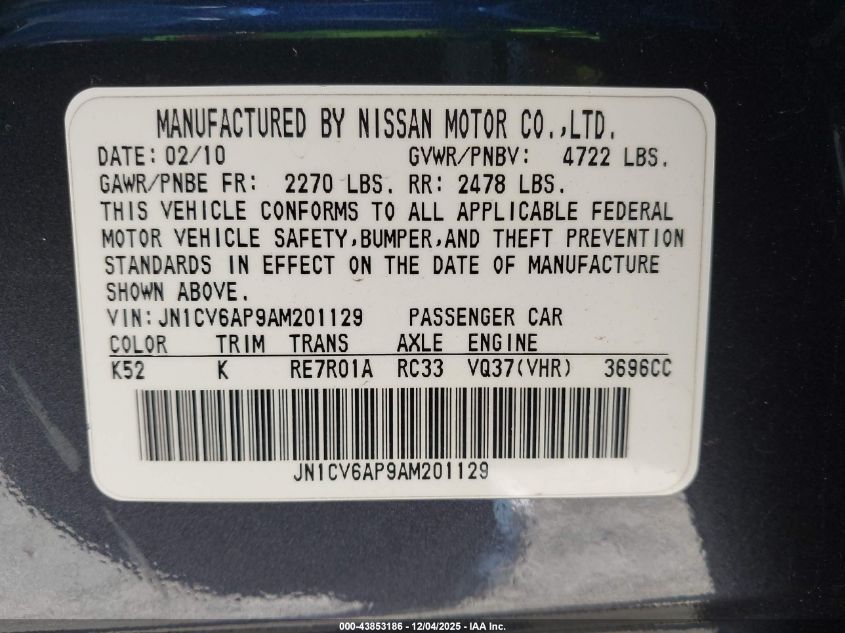 MANUFACTURED BY NISSAN MOTOR CO.,LTD.
DATE: 02/10 GVWR/PNBV: 4722 LBS.
GAWR/PNBE FR: 2270 LBS. RR: 2478 LBS.
THIS VEHICLE CONFORMS TO ALL APPLICABLE FEDERAL
MOTOR VEHICLE SAFETY,BUMPER,AND THEFT PREVENTION
STANDARDS IN EFFECT ON THE DATE OF MANUFACTURE
SHOWN ABOVE.
VIN:JN1CV6AP9AM201129 PASSENGER CAR
COLOR TRIM TRANS AXLE ENGINE
K52 K RE7R01A RC33 VQ37(VHR) 3696CC
JN1CV6AP9AM201129
000-43853186 - 12/04/2025 - IAA Inc.